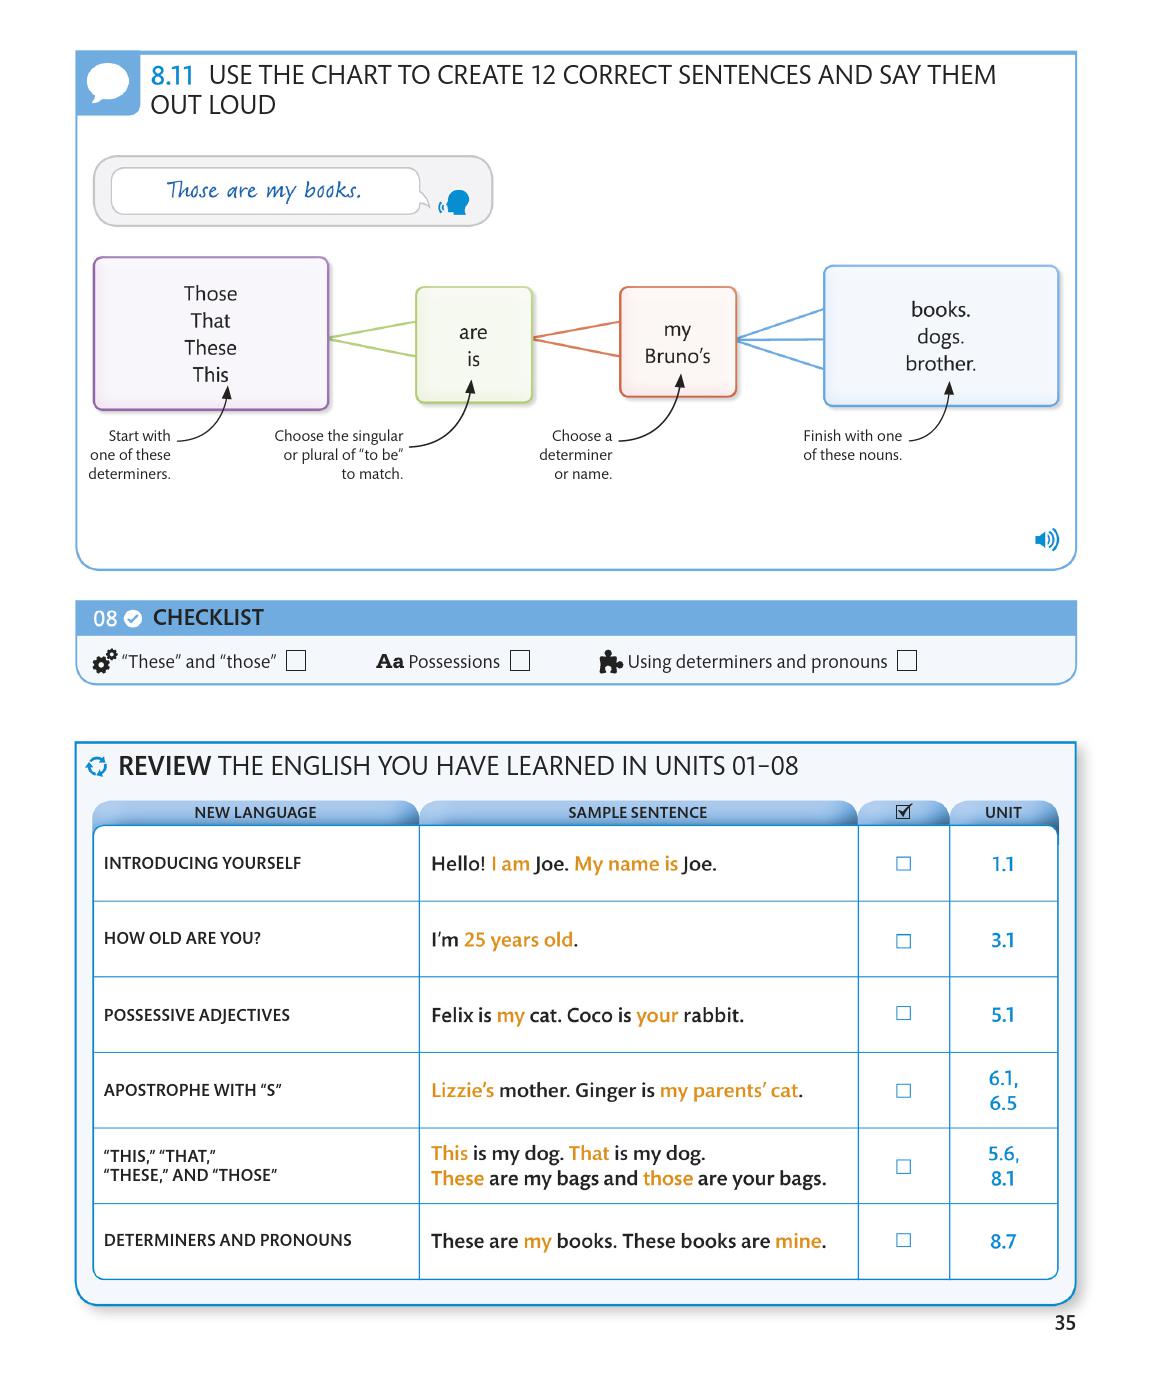 8.11 USE THE CHART TO CREATE 12 CORRECT SENTENCES AND SAY THEM
OUT LOUD
Those are my books.
Those
That
These
This
are
is
my
Bruno's
books.
dogs.
brother.
Start with
one of these
determiners.
Choose the singular
or plural of “to be”
to match.
Choose a
determiner
or name.
Finish with one
of these nouns.
08 CHECKLIST
“These” and “those”
Aa Possessions
Using determiners and pronouns
REVIEW THE ENGLISH YOU HAVE LEARNED IN UNITS 01–08
NEW LANGUAGE SAMPLE SENTENCE UNIT
INTRODUCING YOURSELF Hello! I am Joe. My name is Joe. 1.1
HOW OLD ARE YOU? I'm 25 years old. 3.1
POSSESSIVE ADJECTIVES Felix is my cat. Coco is your rabbit. 5.1
APOSTROPHE WITH “S” Lizzie's mother. Ginger is my parents' cat. 6.1,
6.5
“THIS,” “THAT,”
“THESE,” AND “THOSE”
This is my dog. That is my dog.
These are my bags and those are your bags.
5.6,
8.1
DETERMINERS AND PRONOUNS These are my books. These books are mine. 8.7
35